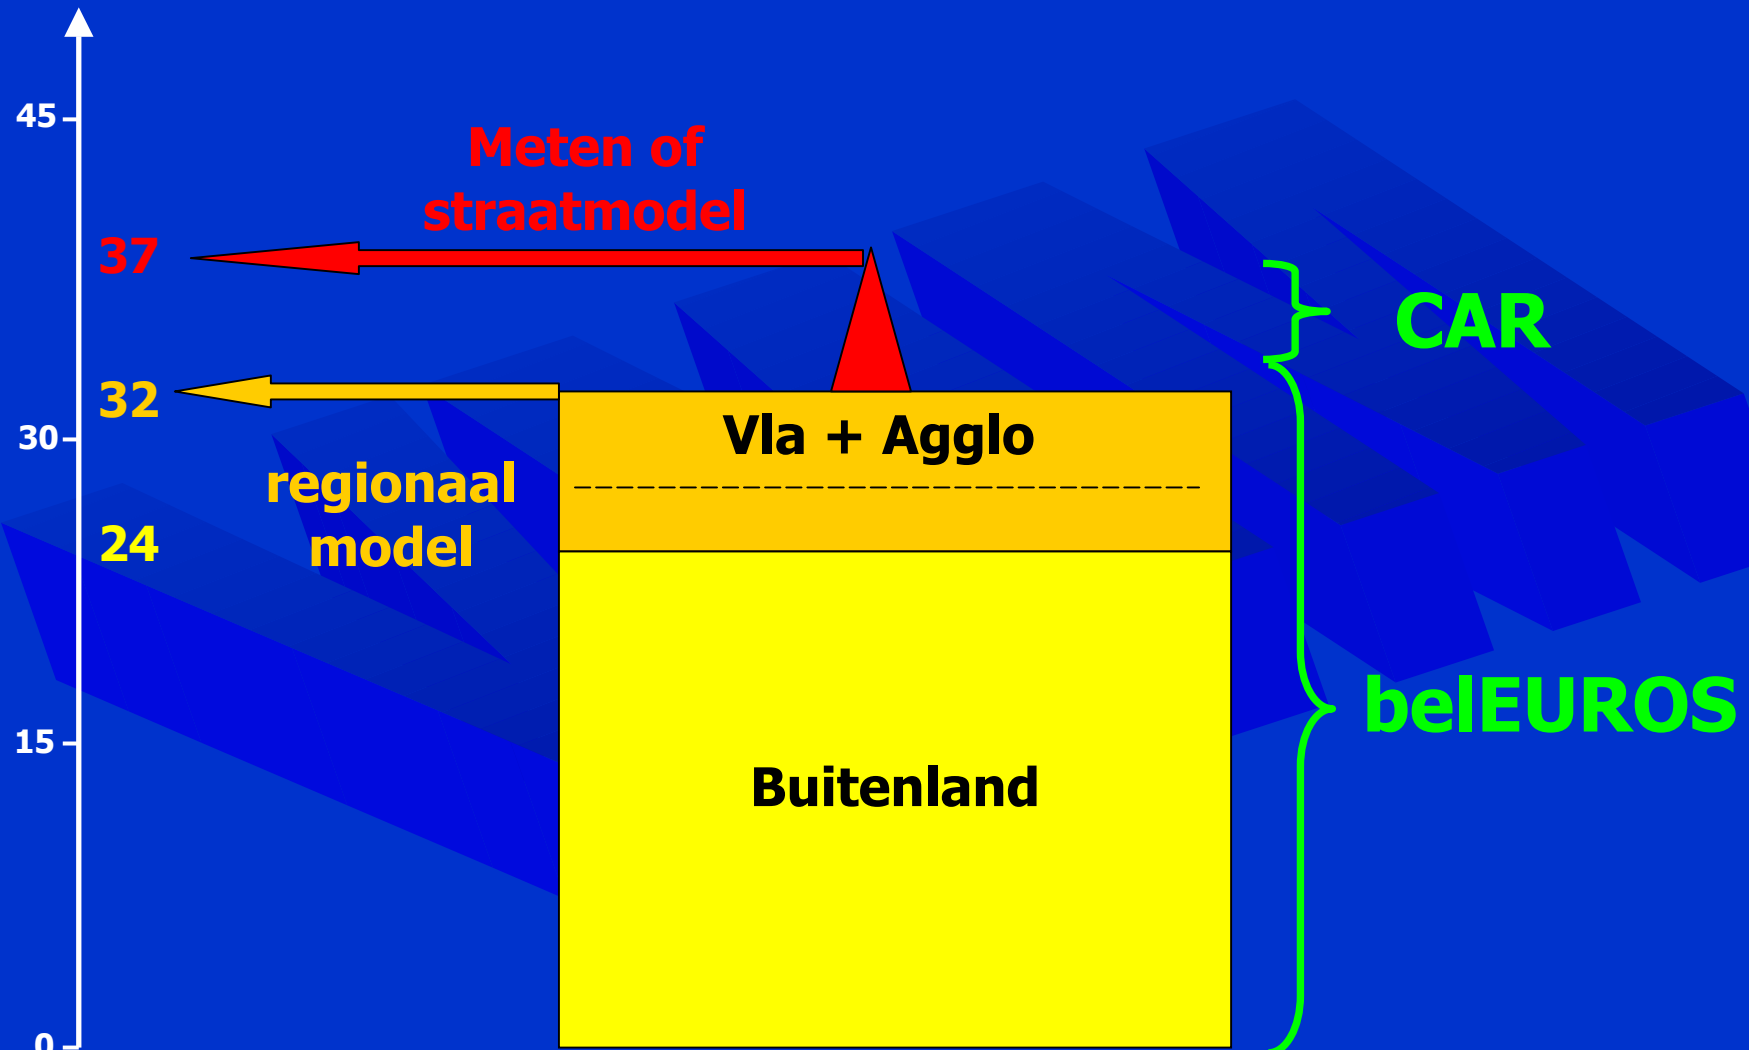 45
Meten of
straatmodel
37
CAR
32
Vla + Agglo
30
regionaal
model
24
belEUROS
15
Buitenland
0